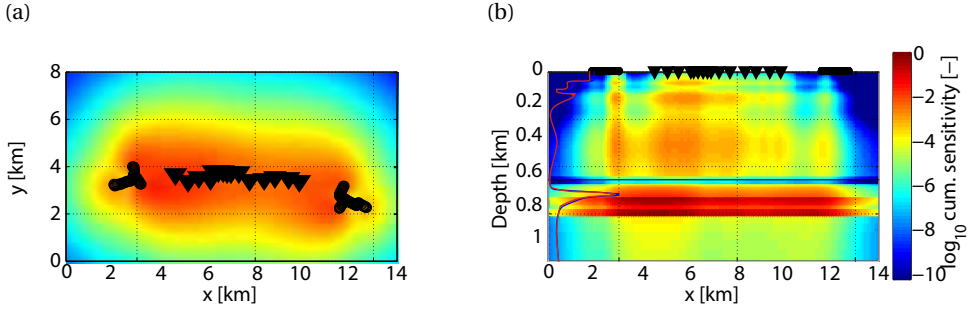 (a)
8
6
4
2
0
y [km]
0 2 4 6 8 10 12 14
x [km]
(b)
0
0.2
0.4
0.6
0.8
1
Depth [km]
0 2 4 6 8 10 12 14
x [km]
0
−2
−4
−6
−8
−10
log10 cum. sensitivity [−]